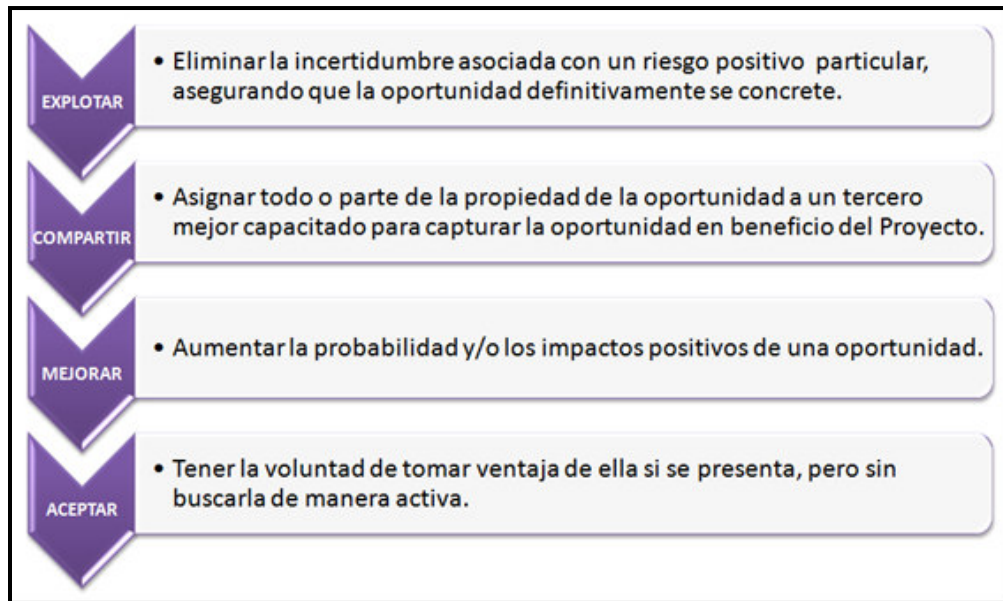 EXPLOTAR
• Eliminar la incertidumbre asociada con un riesgo positivo particular,
asegurando que la oportunidad definitivamente se concrete.
COMPARTIR
• Asignar todo o parte de la propiedad de la oportunidad a un tercero
mejor capacitado para capturar la oportunidad en beneficio del Proyecto.
MEJORAR
• Aumentar la probabilidad y/o los impactos positivos de una oportunidad.
ACEPTAR
• Tener la voluntad de tomar ventaja de ella si se presenta, pero sin
buscarla de manera activa.